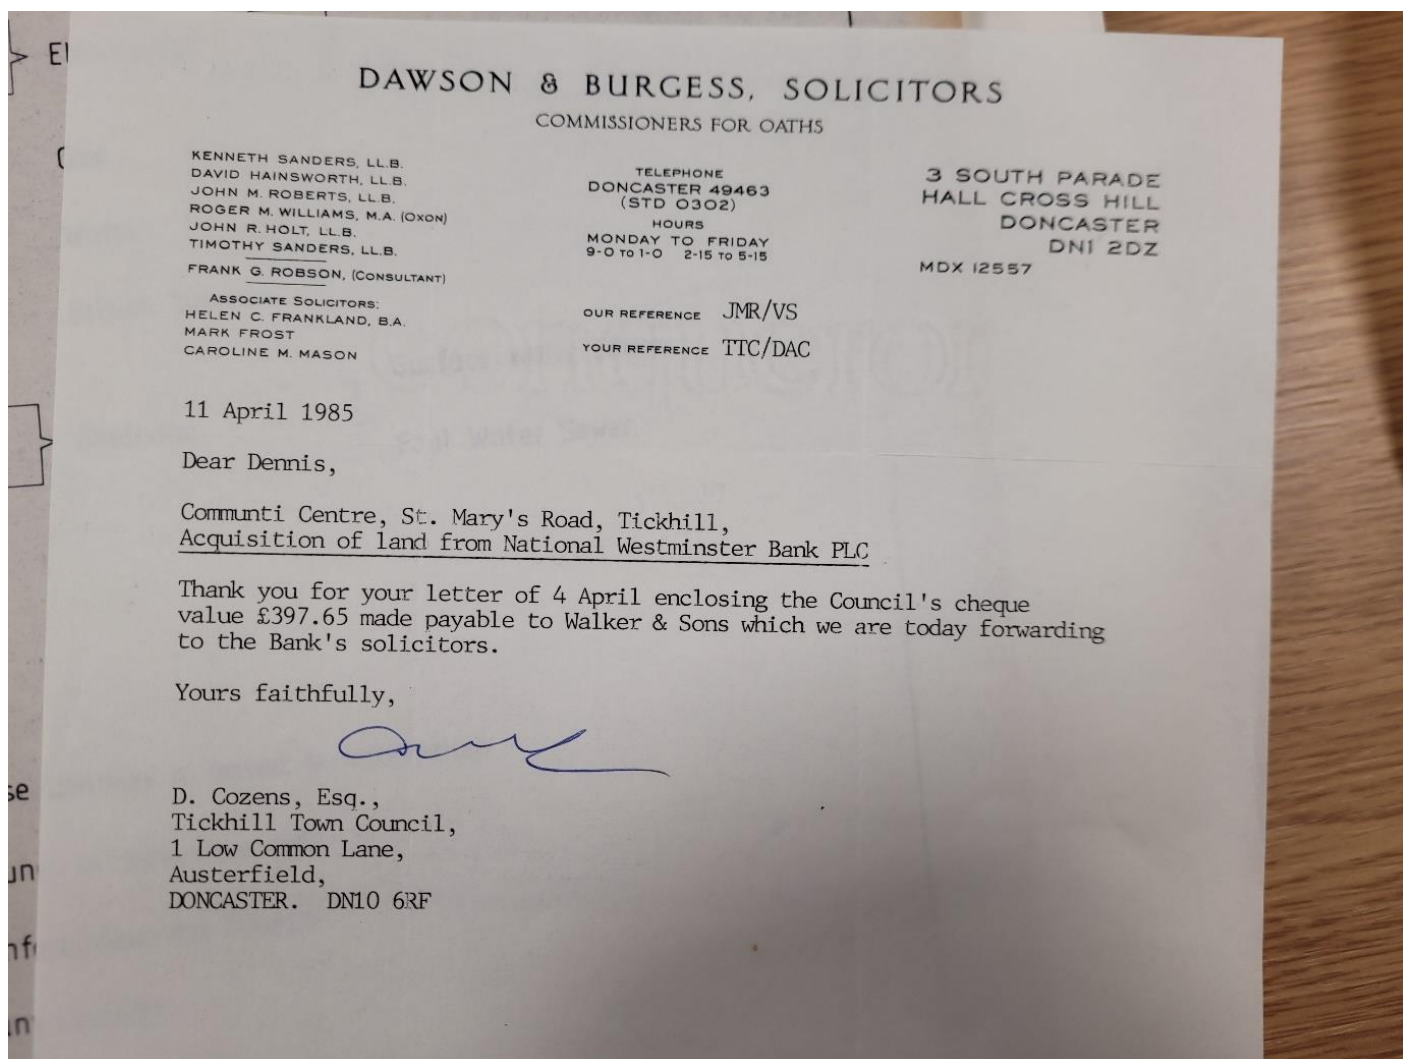 DAWSON & BURGESS, SOLICITORS
COMMISSIONERS FOR OATHS
KENNETH SANDERS, LL.B.
DAVID HAINSWORTH, LL.B.
JOHN M. ROBERTS, LL.B.
ROGER M. WILLIAMS, M.A. (OXON)
JOHN R. HOLT, LL.B.
TIMOTHY SANDERS, LL.B.
FRANK G. ROBSON, (CONSULTANT)
ASSOCIATE SOLICITORS:
HELEN C. FRANKLAND, B.A.
MARK FROST
CAROLINE M. MASON
TELEPHONE
DONCASTER 49463
(STD 0302)
HOURS
MONDAY TO FRIDAY
9-0 TO 1-0 2-15 TO 5-15
OUR REFERENCE JMR/VS
YOUR REFERENCE TTC/DAC
3 SOUTH PARADE
HALL CROSS HILL
DONCASTER
DN1 2DZ
MDX 12557
11 April 1985
Dear Dennis,
Communti Centre, St. Mary's Road, Tickhill,
Acquisition of land from National Westminster Bank PLC
Thank you for your letter of 4 April enclosing the Council's cheque
value £397.65 made payable to Walker & Sons which we are today forwarding
to the Bank's solicitors.
Yours faithfully,
D. Cozens, Esq.,
Tickhill Town Council,
1 Low Common Lane,
Austerfield,
DONCASTER. DN10 6RF